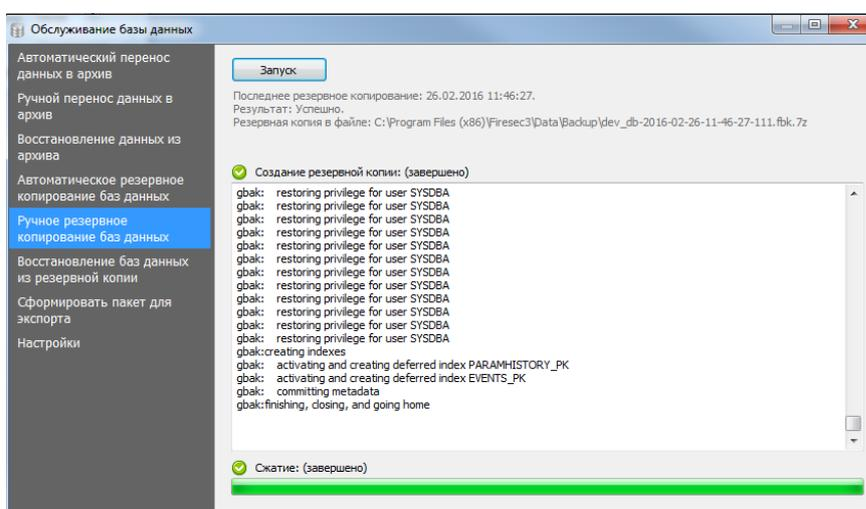 Обслуживание базы данных
Автоматический перенос
данных в архив
Ручной перенос данных в
архив
Восстановление данных из
архива
Автоматическое резервное
копирование баз данных
Ручное резервное
копирование баз данных
Восстановление баз данных
из резервной копии
Сформировать пакет для
экспорта
Настройки
Запуск
Последнее резервное копирование: 26.02.2016 11:46:27.
Результат: Успешно.
Резервная копия в файле: C:\Program Files (x86)\Firesec3\Data\Backup\dev_db-2016-02-26-11-46-27-111.fbk.7z
Создание резервной копии: (завершено)
gbak: restoring privilege for user SYSDBA
gbak: restoring privilege for user SYSDBA
gbak: restoring privilege for user SYSDBA
gbak: restoring privilege for user SYSDBA
gbak: restoring privilege for user SYSDBA
gbak: restoring privilege for user SYSDBA
gbak: restoring privilege for user SYSDBA
gbak: restoring privilege for user SYSDBA
gbak: restoring privilege for user SYSDBA
gbak: restoring privilege for user SYSDBA
gbak: restoring privilege for user SYSDBA
gbak: restoring privilege for user SYSDBA
gbak:creating indexes
gbak: activating and creating deferred index PARAMHISTORY_PK
gbak: activating and creating deferred index EVENTS_PK
gbak: committing metadata
gbak:finishing, closing, and going home
Сжатие: (завершено)